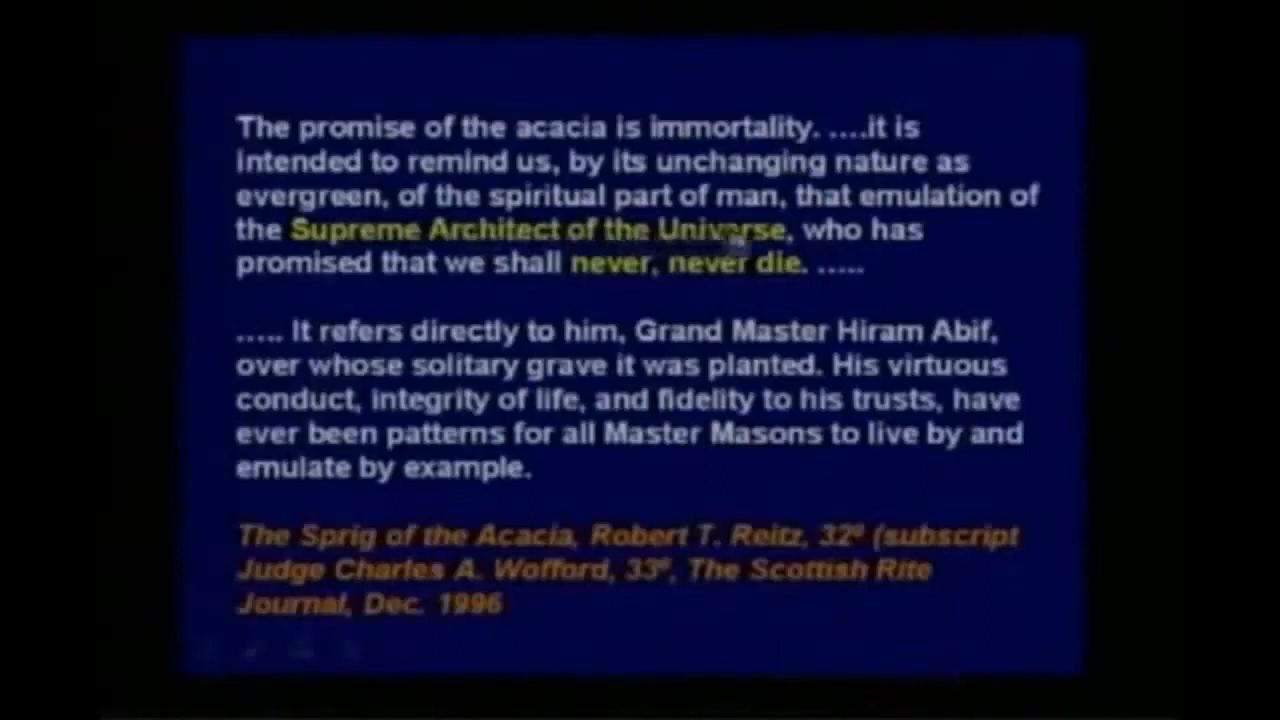 The promise of the acacia is immortality. ....it is
intended to remind us, by its unchanging nature as
evergreen, of the spiritual part of man, that emulation of
the Supreme Architect of the Universe, who has
promised that we shall never, never die. .....
..... It refers directly to him, Grand Master Hiram Abif,
over whose solitary grave it was planted. His virtuous
conduct, integrity of life, and fidelity to his trusts, have
ever been patterns for all Master Masons to live by and
emulate by example.
The Sprig of the Acacia, Robert T. Reitz, 32º (subscript
Judge Charles A. Wofford, 33º, The Scottish Rite
Journal, Dec. 1996